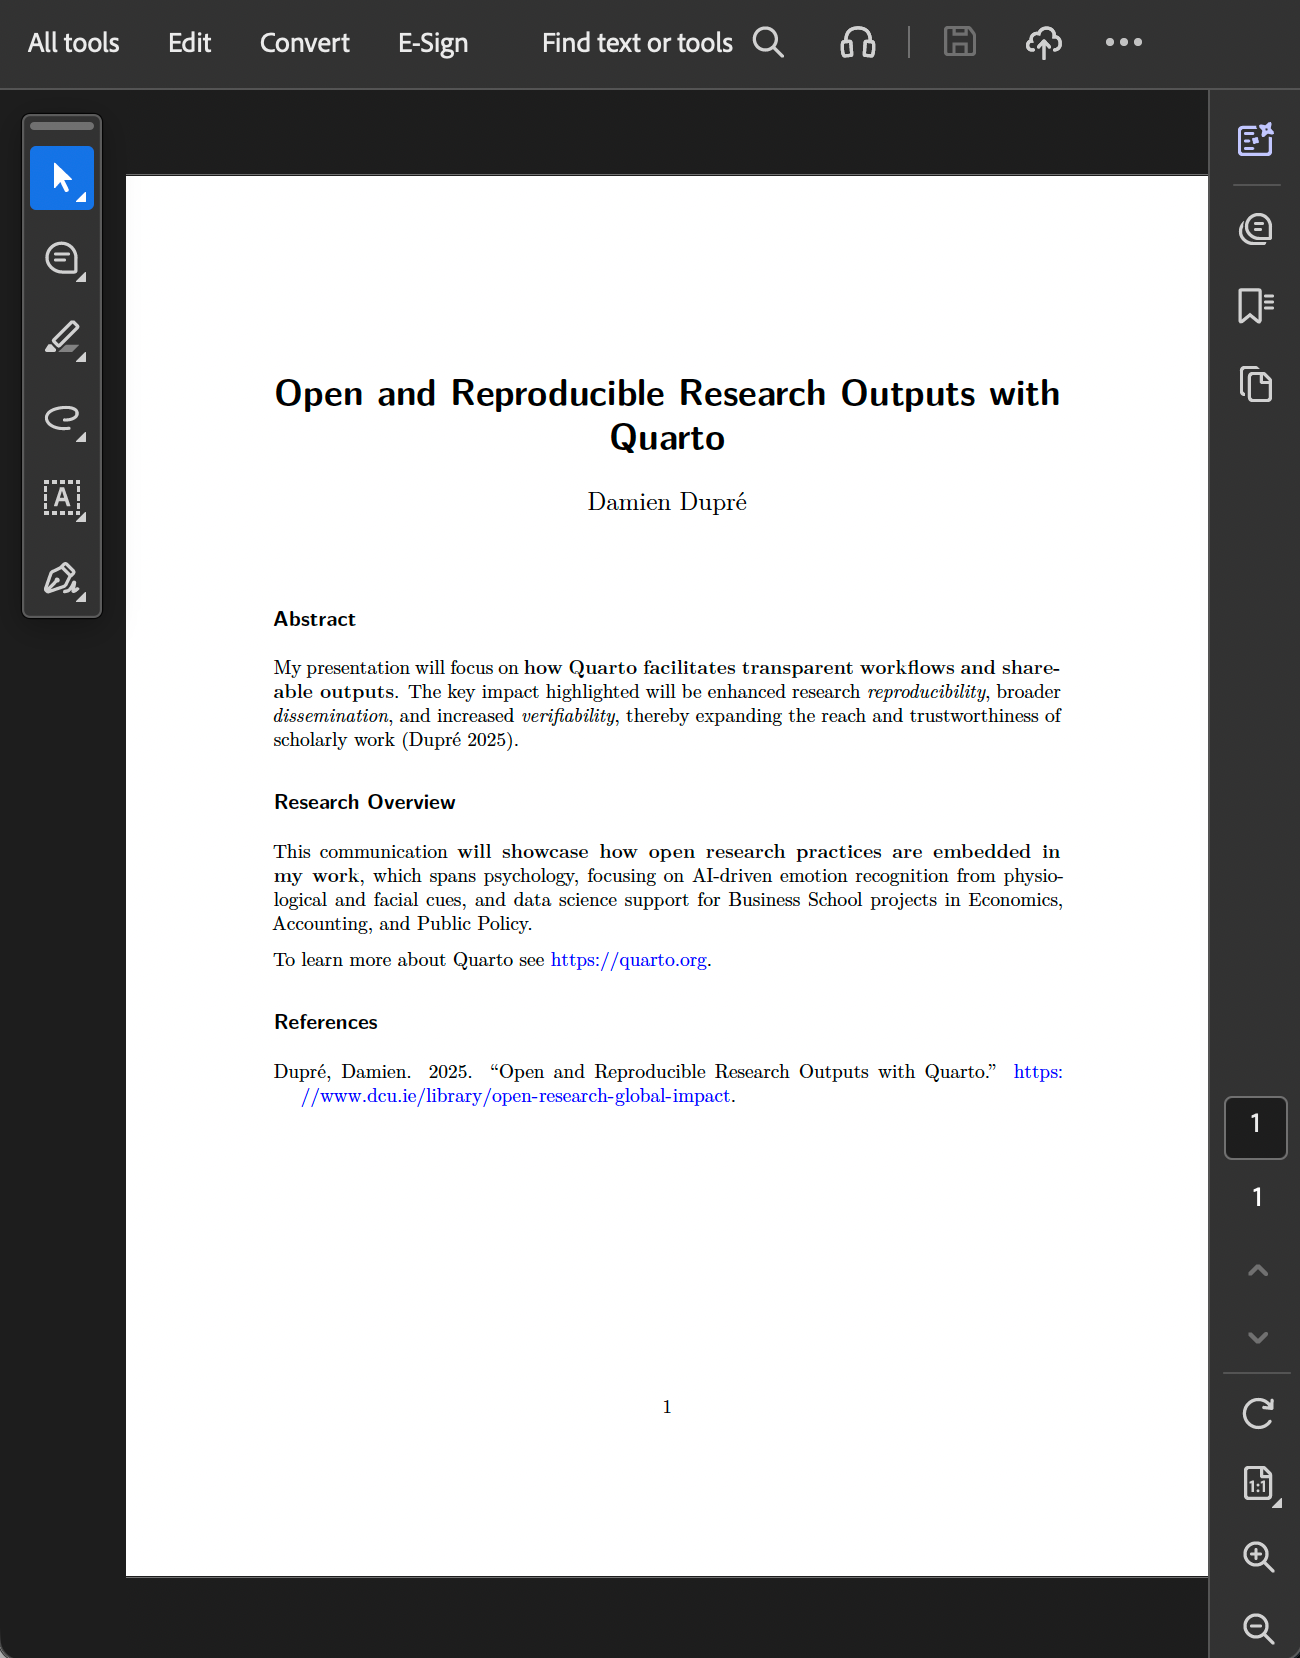 All tools Edit Convert E-Sign Find text or tools
A
Open and Reproducible Research Outputs with
Quarto
Damien Dupré
Abstract
My presentation will focus on how Quarto facilitates transparent workflows and share-
able outputs. The key impact highlighted will be enhanced research reproducibility, broader
dissemination, and increased verifiability, thereby expanding the reach and trustworthiness of
scholarly work (Dupré 2025).
Research Overview
This communication will showcase how open research practices are embedded in
my work, which spans psychology, focusing on AI-driven emotion recognition from physio-
logical and facial cues, and data science support for Business School projects in Economics,
Accounting, and Public Policy.
To learn more about Quarto see https://quarto.org.
References
Dupré, Damien. 2025. “Open and Reproducible Research Outputs with Quarto.” https:
//www.dcu.ie/library/open-research-global-impact.
1
1
1
1:1